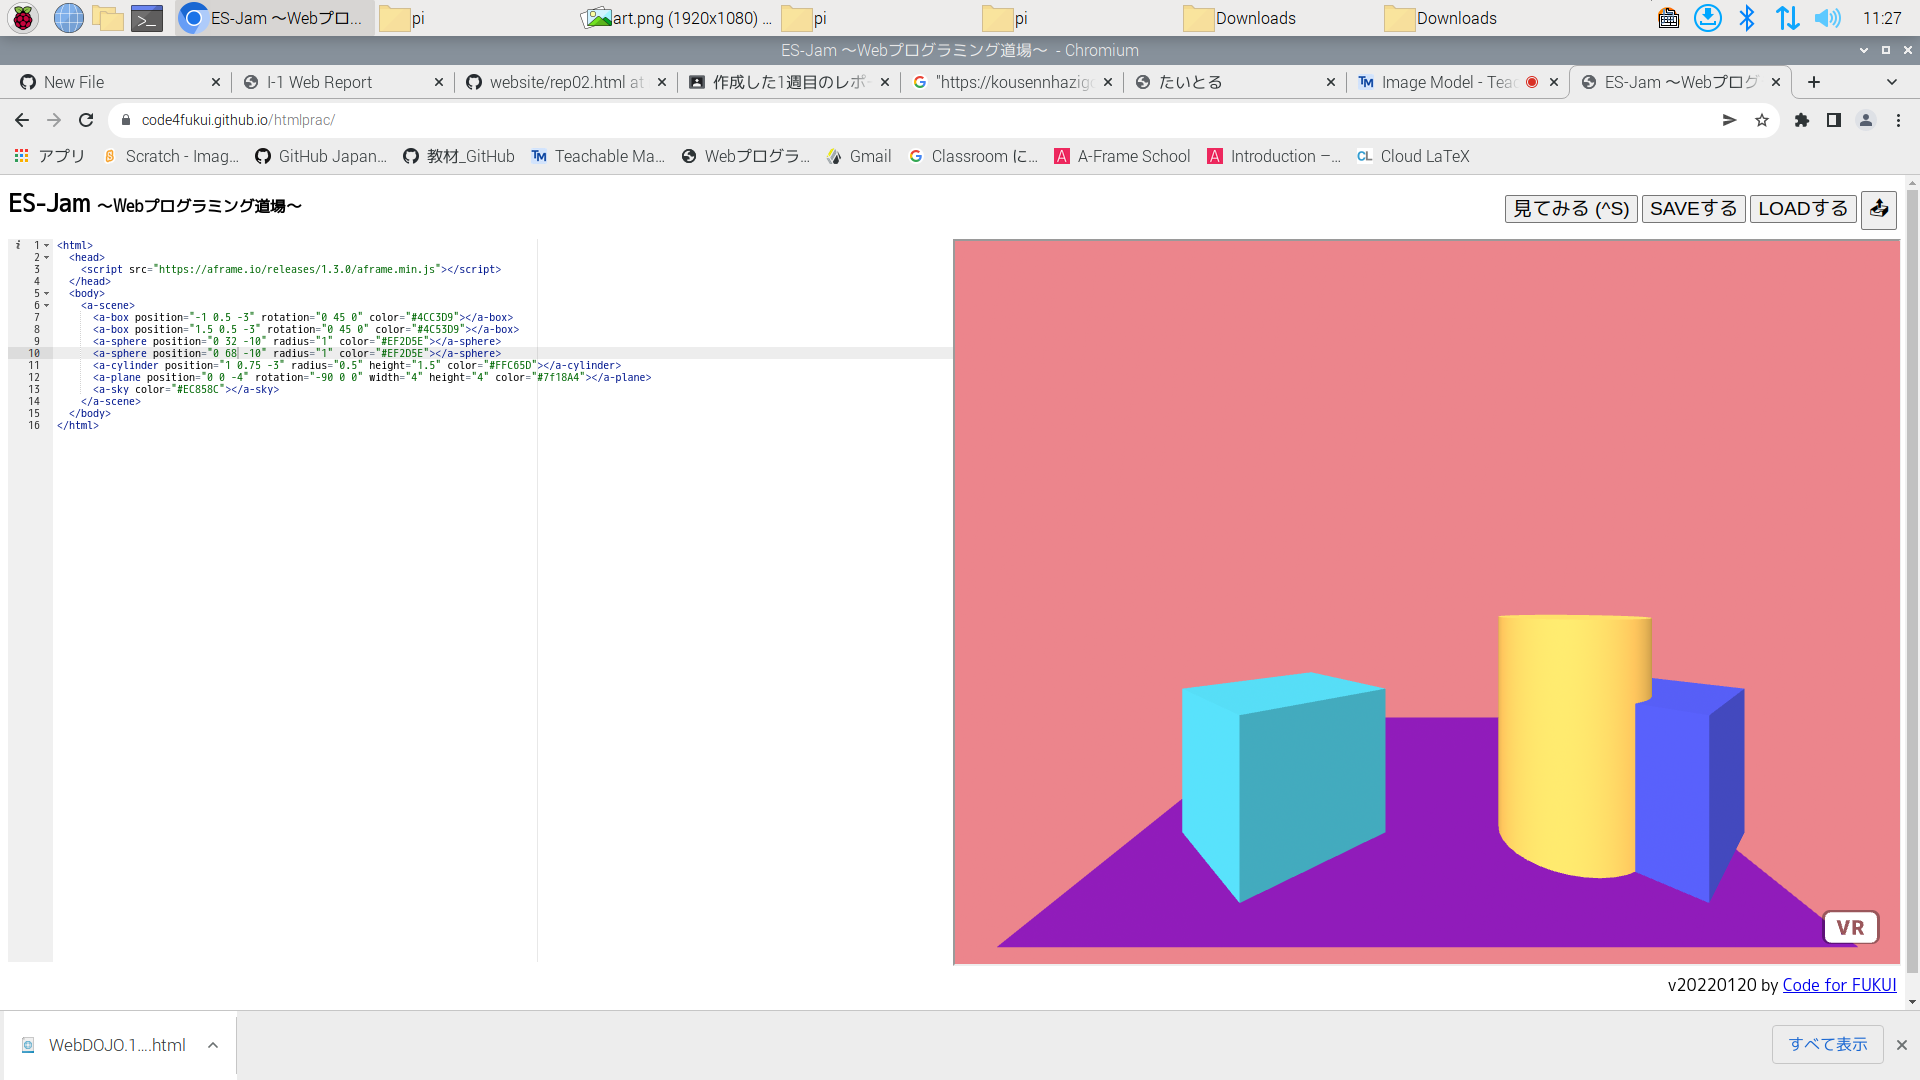 ES-Jam ～Webプロ...
pi
art.png (1920x1080) ...
pi
pi
Downloads
Downloads
11:27
ES-Jam ～Webプログラミング道場～ - Chromium
New File
I-1 Web Report
website/rep02.html at
作成した1週目のレポー
"https://kousennhazigo
たいとる
Image Model - Teac
ES-Jam ～Webプログ
code4fukui.github.io/htmlprac/
アプリ
Scratch - Imag...
GitHub Japan...
教材_GitHub
Teachable Ma...
Webプログラ...
Gmail
Classroom に...
A-Frame School
Introduction –...
Cloud LaTeX
ES-Jam ～Webプログラミング道場～
見てみる (^S)
SAVEする
LOADする
1 <html>
2 <head>
3 <script src="https://aframe.io/releases/1.3.0/aframe.min.js"></script>
4 </head>
5 <body>
6 <a-scene>
7 <a-box position="-1 0.5 -3" rotation="0 45 0" color="#4CC3D9"></a-box>
8 <a-box position="1.5 0.5 -3" rotation="0 45 0" color="#4C53D9"></a-box>
9 <a-sphere position="0 32 -10" radius="1" color="#EF2D5E"></a-sphere>
10 <a-sphere position="0 68 -10" radius="1" color="#EF2D5E"></a-sphere>
11 <a-cylinder position="1 0.75 -3" radius="0.5" height="1.5" color="#FFC65D"></a-cylinder>
12 <a-plane position="0 0 -4" rotation="-90 0 0" width="4" height="4" color="#7f18A4"></a-plane>
13 <a-sky color="#EC858C"></a-sky>
14 </a-scene>
15 </body>
16 </html>
VR
v20220120 by Code for FUKUI
WebDOJO.1....html
すべて表示